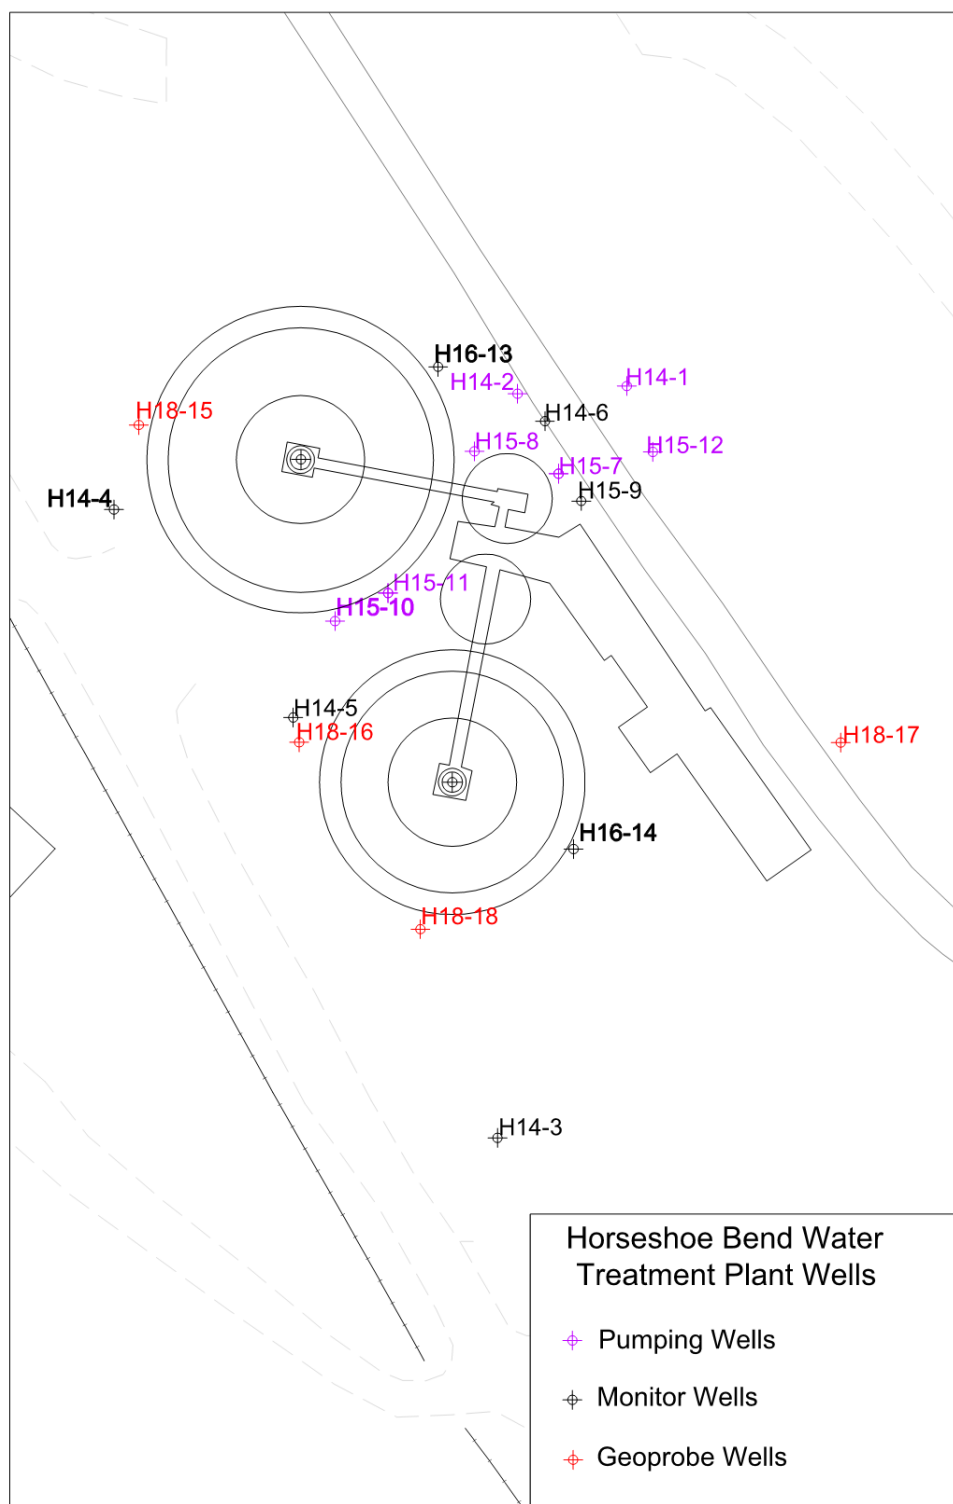 H16-13
H14-2
H14-1
H18-15
H14-6
H15-8
H15-12
H15-7
H15-9
H14-4
H15-11
H15-10
H14-5
H18-16
H18-17
H16-14
H18-18
H14-3
Horseshoe Bend Water
Treatment Plant Wells
Pumping Wells
Monitor Wells
Geoprobe Wells